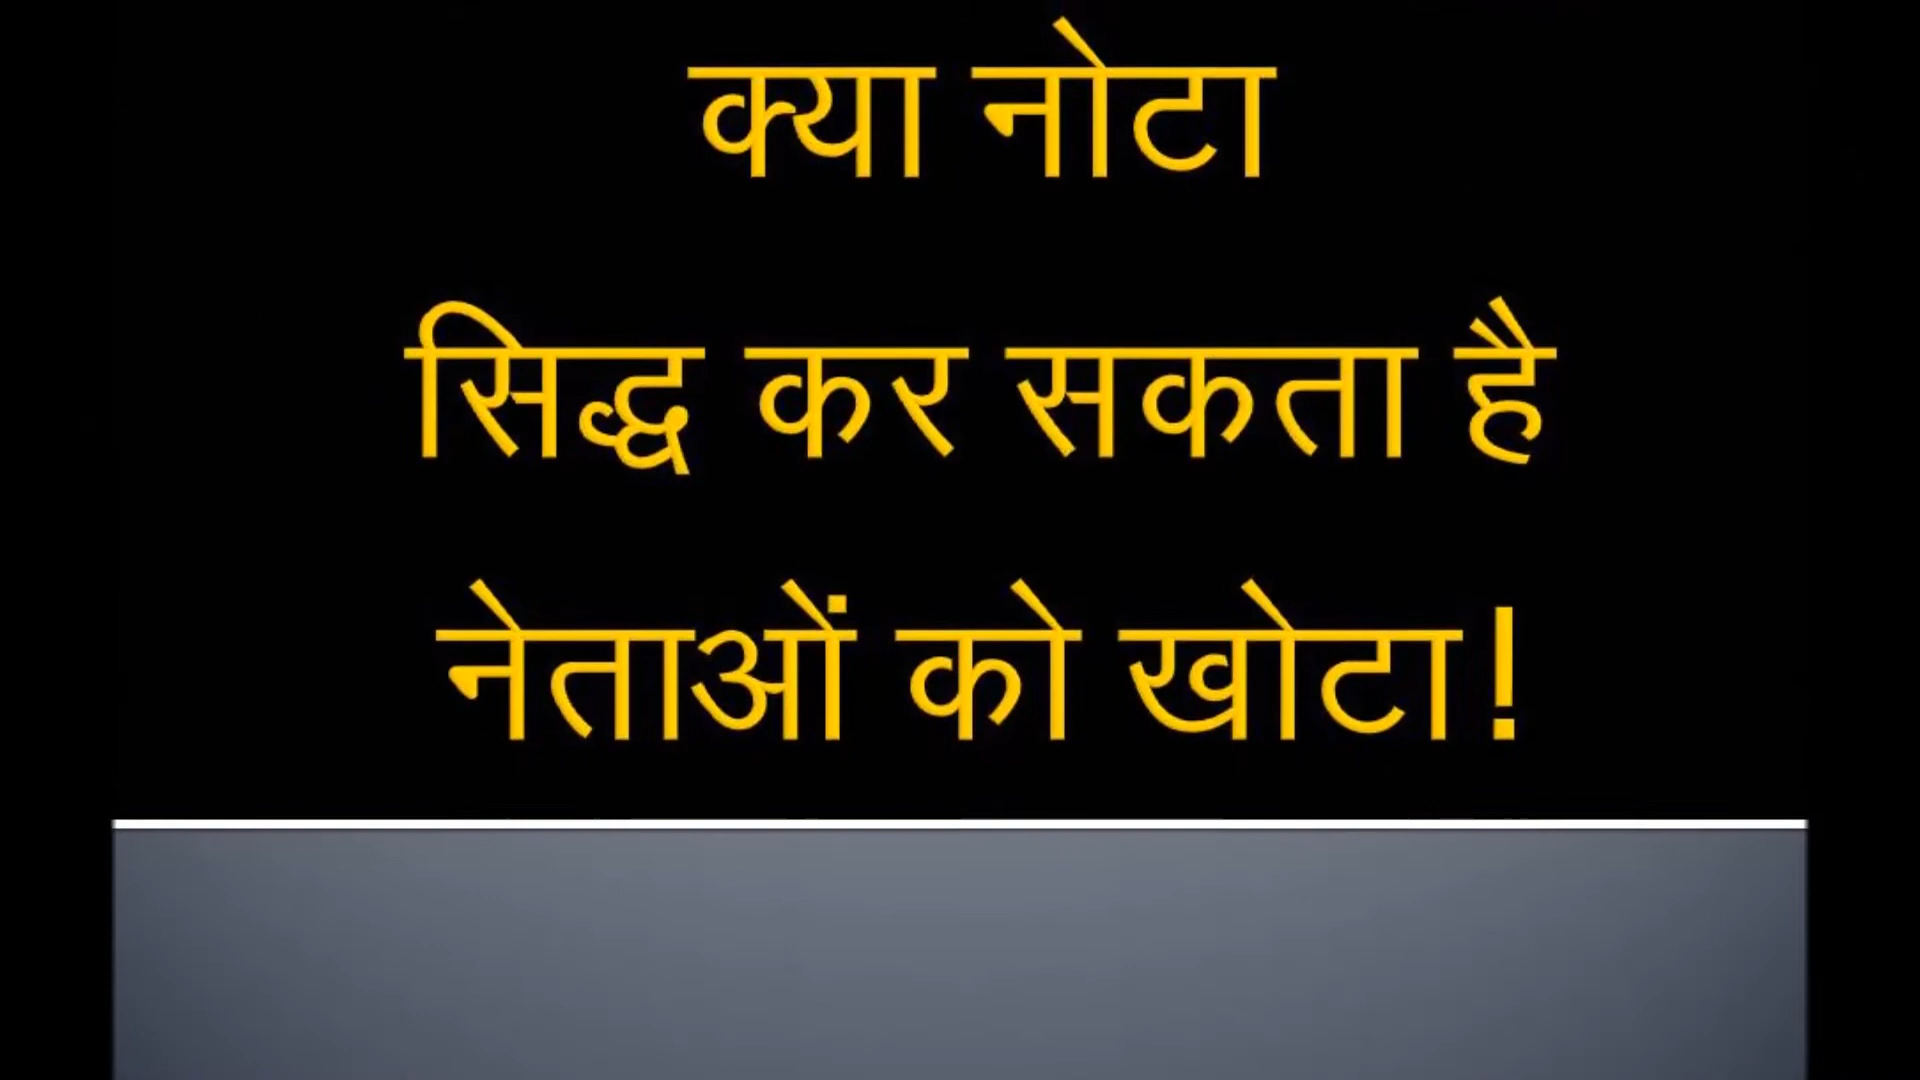 क्या नोटा
सिद्ध कर सकता है
नेताओं को खोटा!